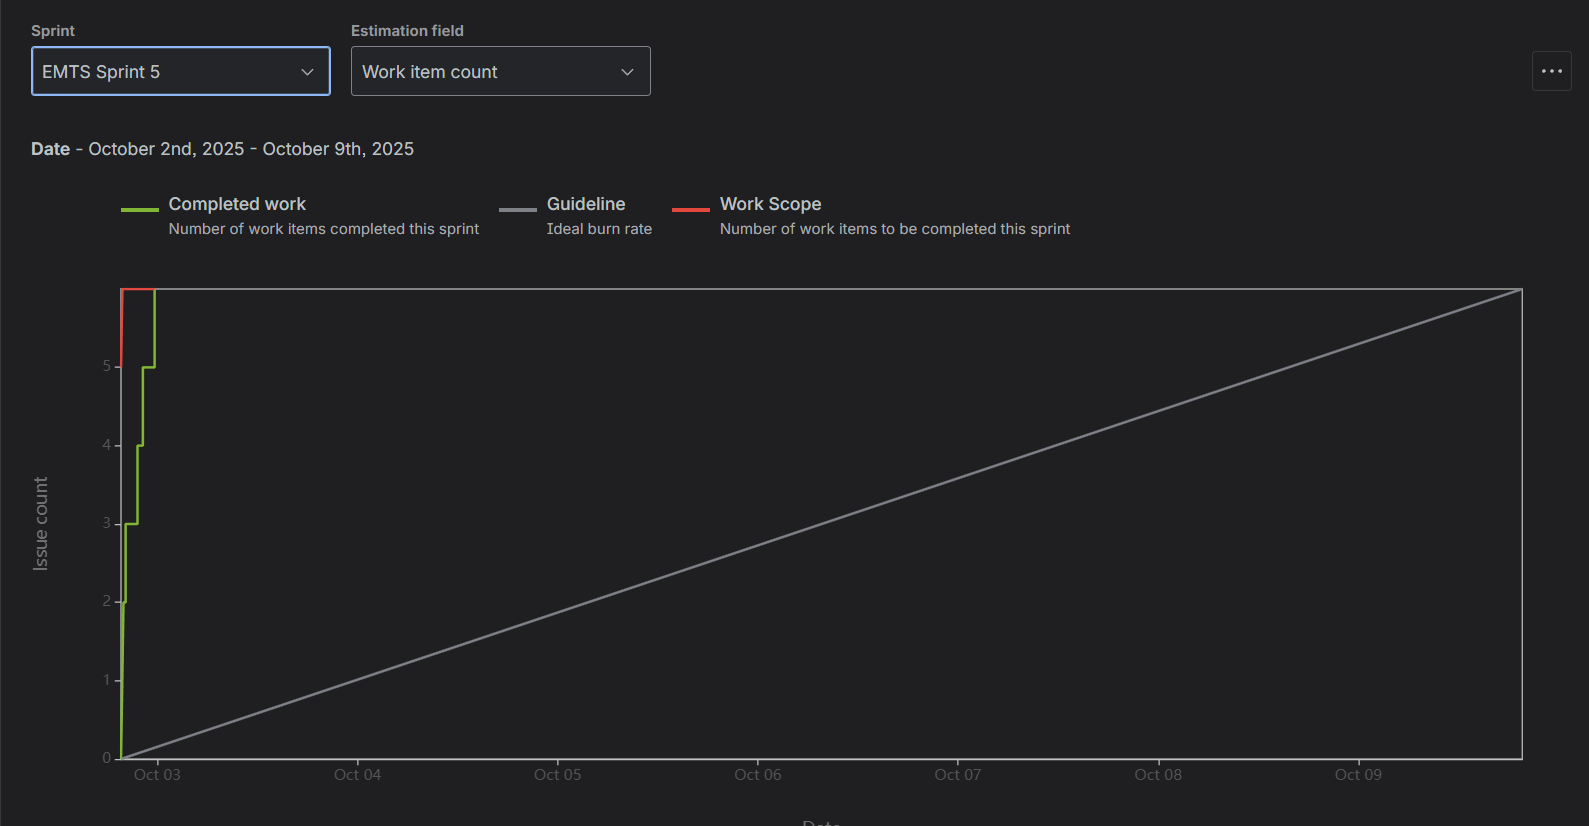 Sprint
Estimation field
EMTS Sprint 5
Work item count
Date - October 2nd, 2025 - October 9th, 2025
Completed work
Number of work items completed this sprint
Guideline
Ideal burn rate
Work Scope
Number of work items to be completed this sprint
Issue count
5
4
3
2
1
0
Oct 03
Oct 04
Oct 05
Oct 06
Oct 07
Oct 08
Oct 09